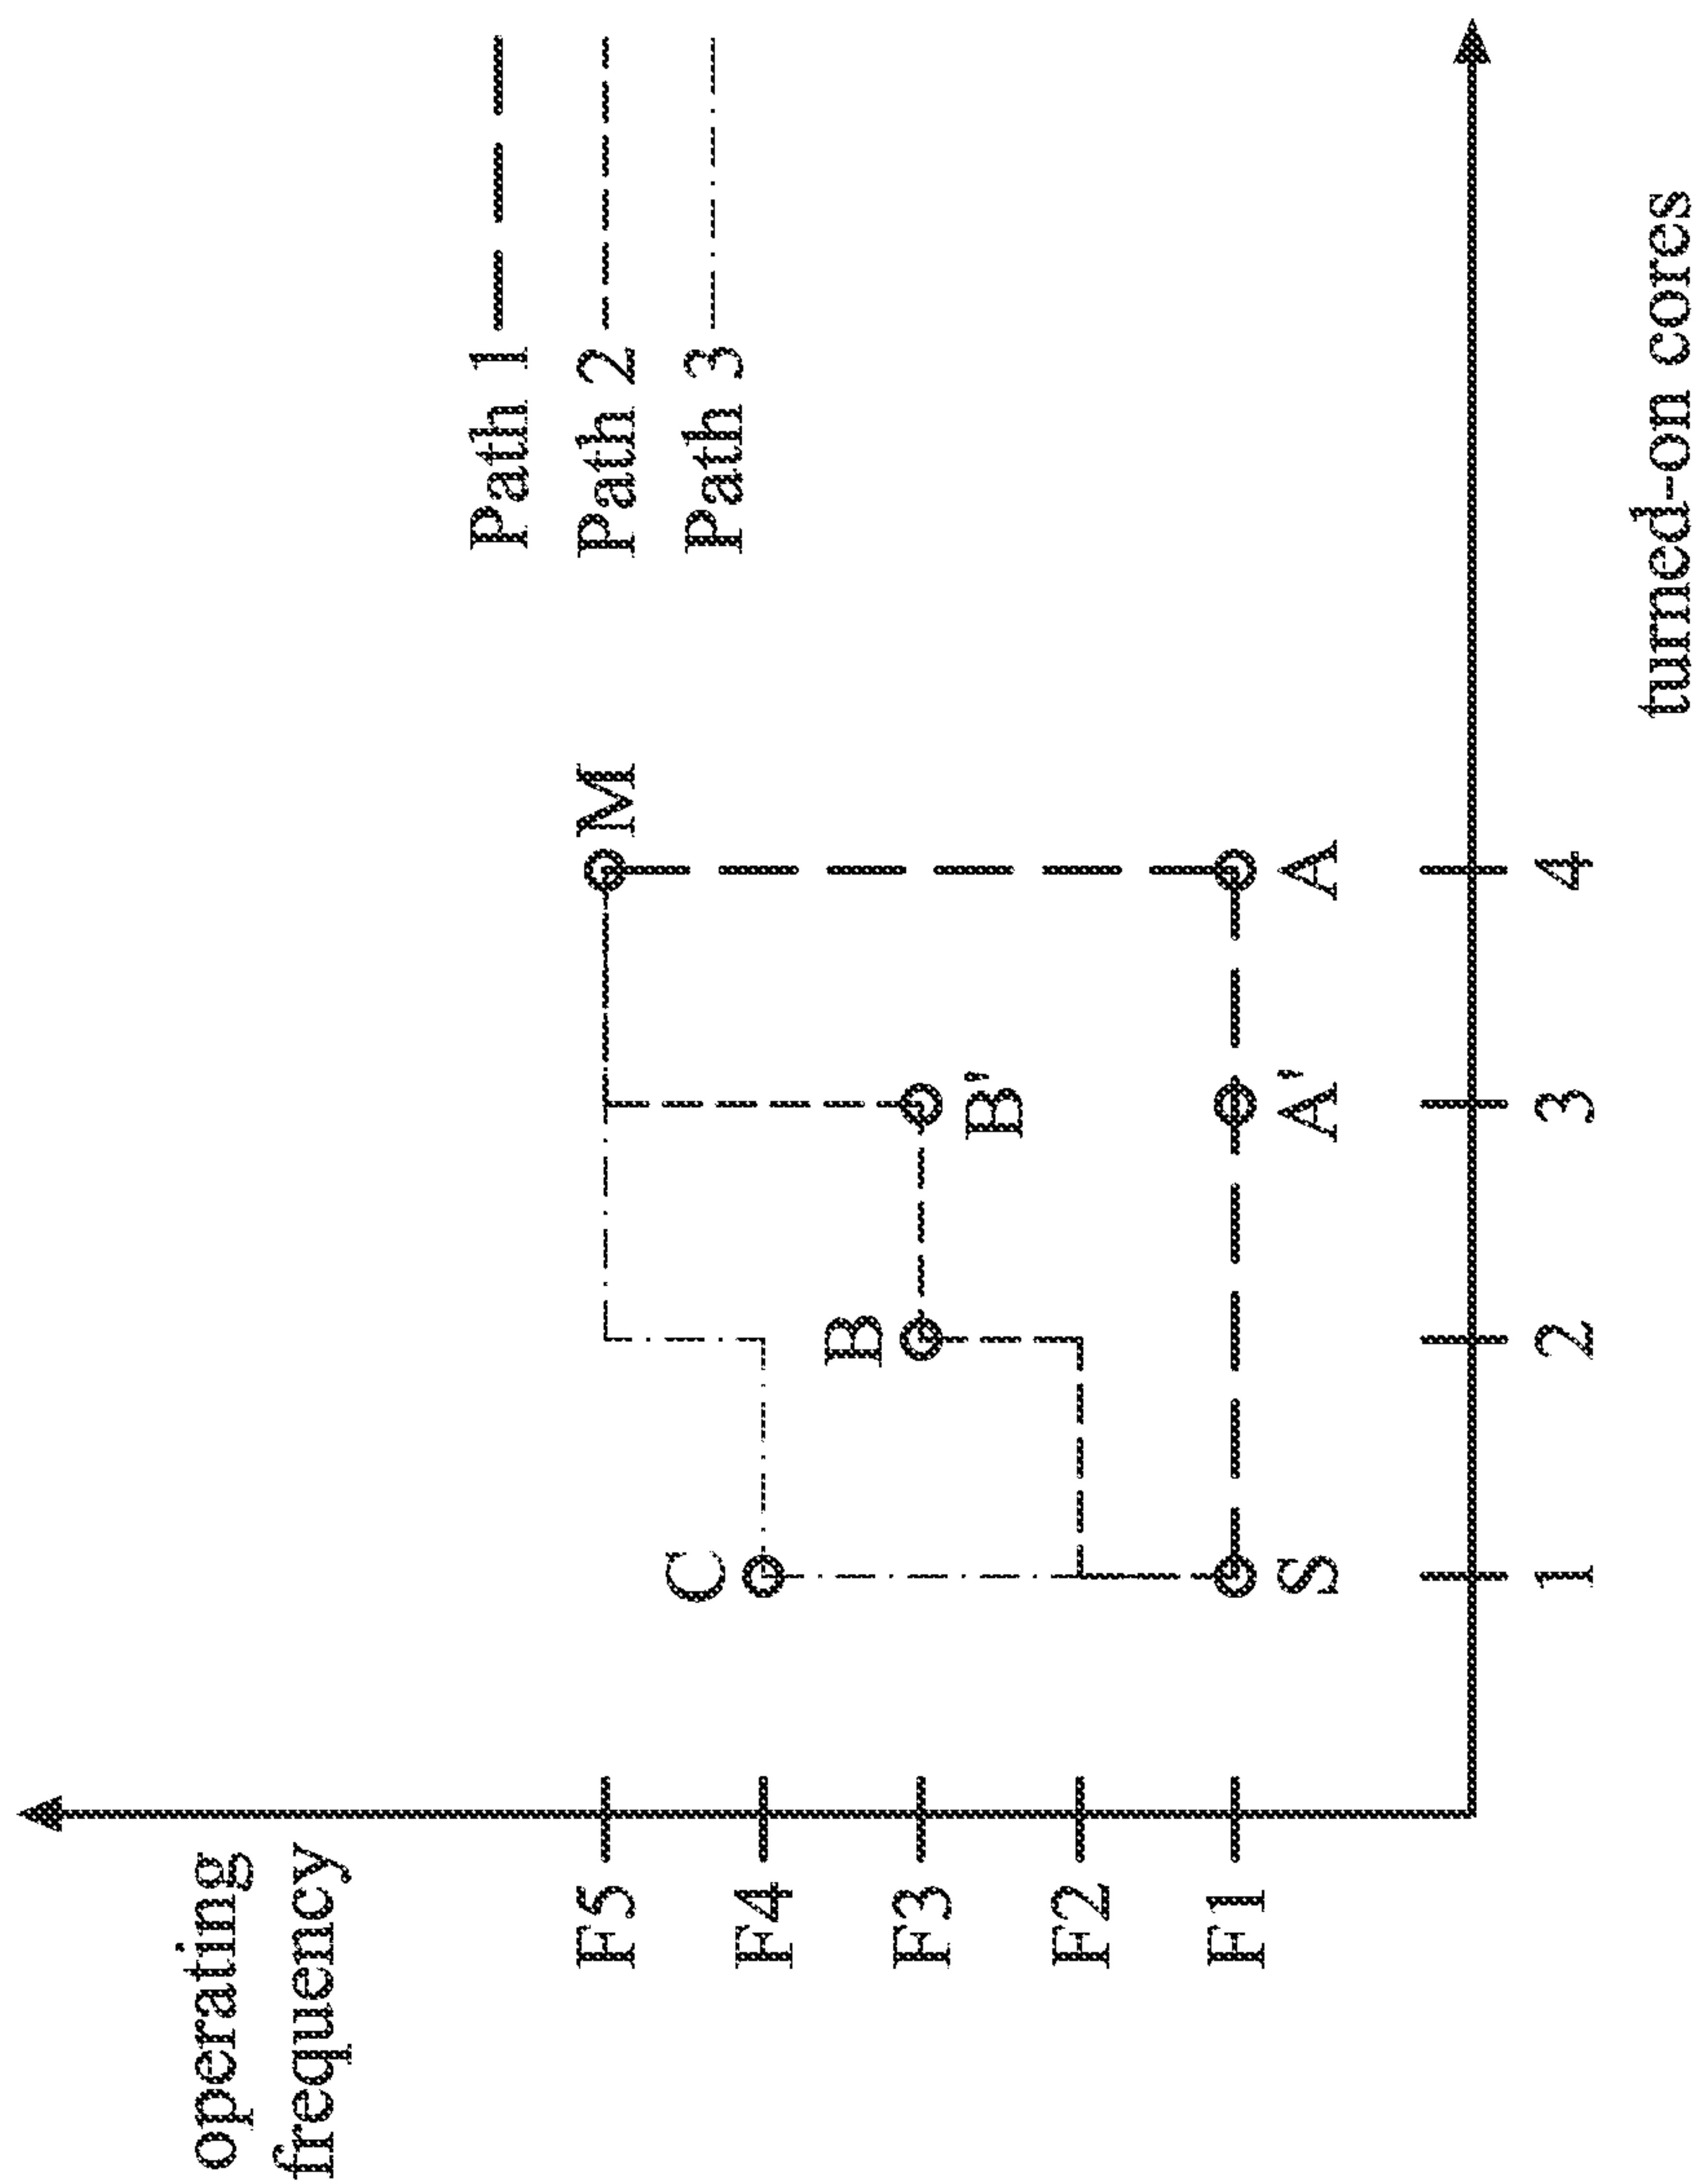 operating
frequency
Path 1
Path 2
Path 3
F5
F4
F3
F2
F1
M
C
B
B'
S
A'
A
1
2
3
4
turned-on cores